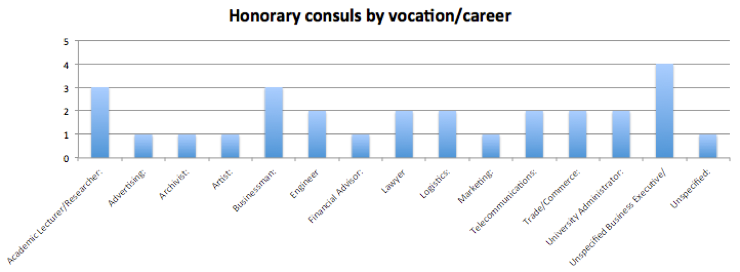 Honorary consuls by vocation/career
5
4
3
2
1
0
Academic Lecturer/Researcher:
Advertising:
Archivist:
Artist:
Businessman:
Engineer
Financial Advisor:
Lawyer
Logistics:
Marketing:
Telecommunications:
Trade/Commerce:
University Administrator:
Unspecified Business Executive/
Unspecified: